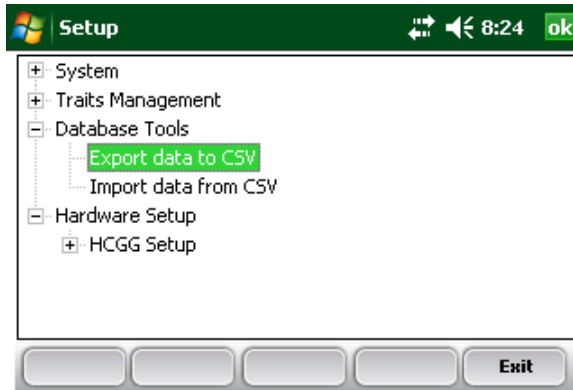 Setup 8:24 ok
System
Traits Management
Database Tools
Export data to CSV
Import data from CSV
Hardware Setup
HCGG Setup
Exit